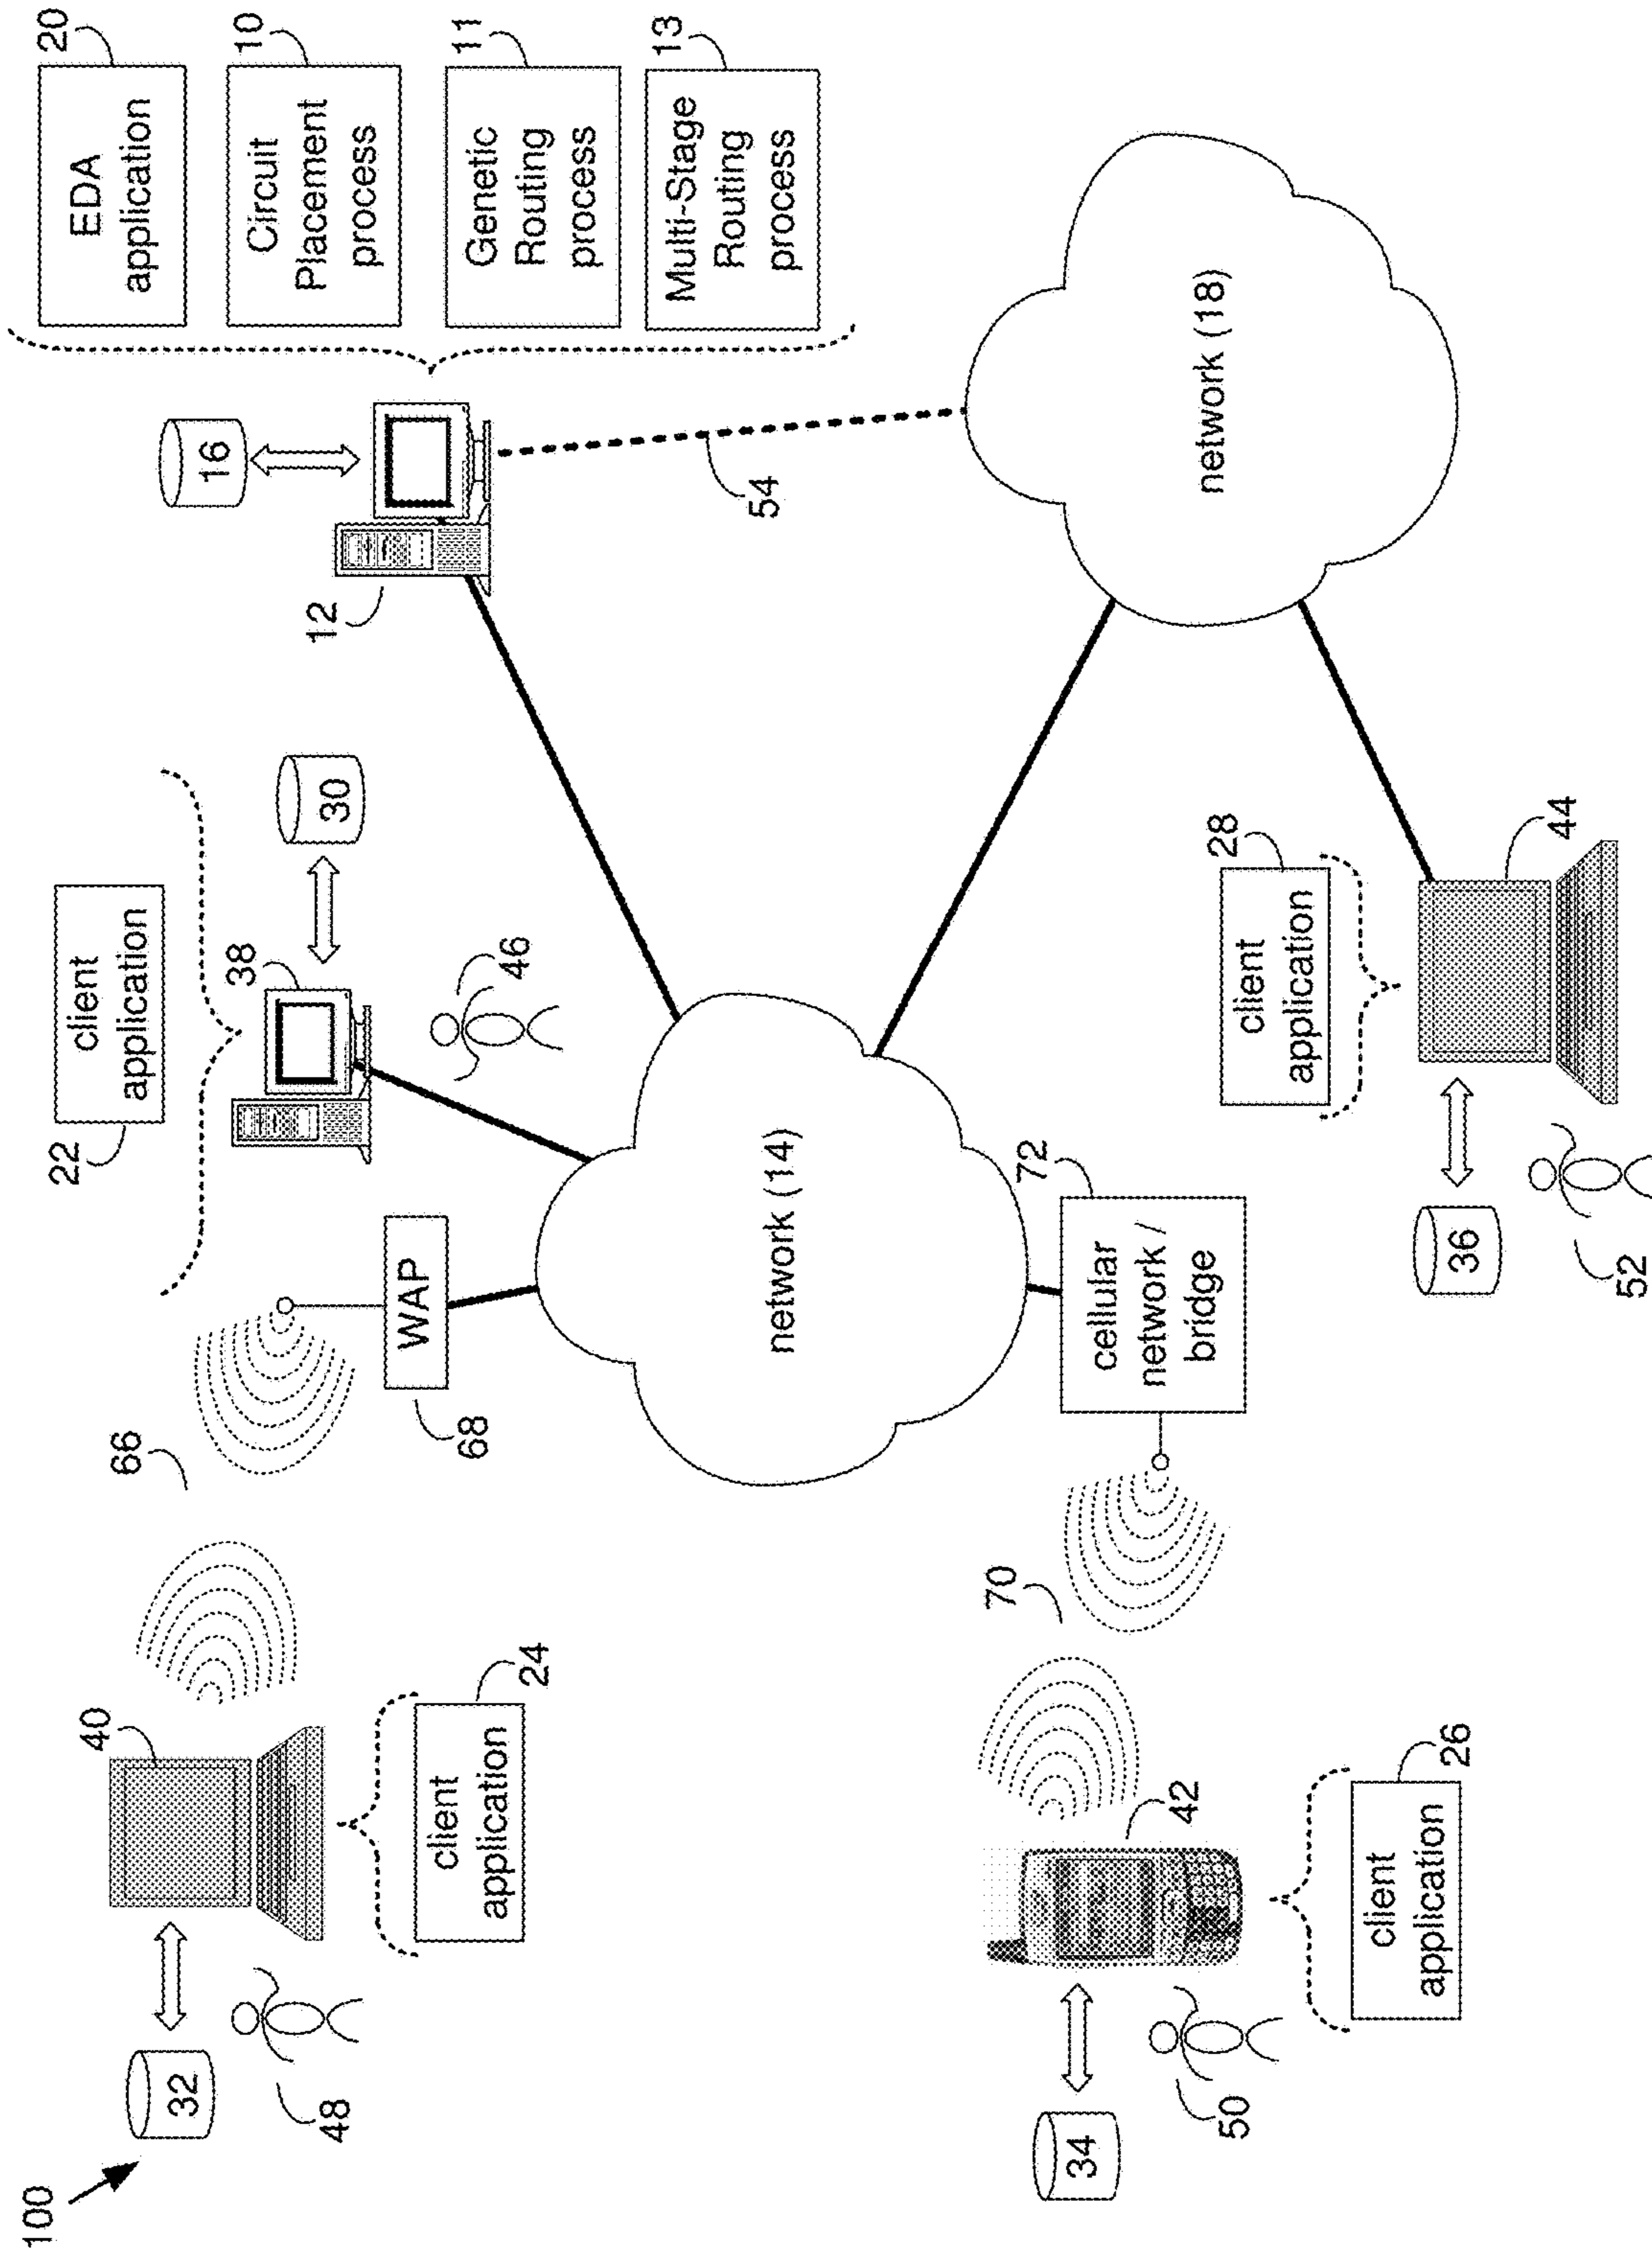 100
32
48
40
client
application
24
66
WAP
68
client
application
22
38
30
46
16
12
EDA
application
20
Circuit
Placement
process
10
Genetic
Routing
process
11
Multi-Stage
Routing
process
13
54
network (14)
network (18)
34
50
42
client
application
26
70
cellular
network /
bridge
72
36
52
client
application
28
44